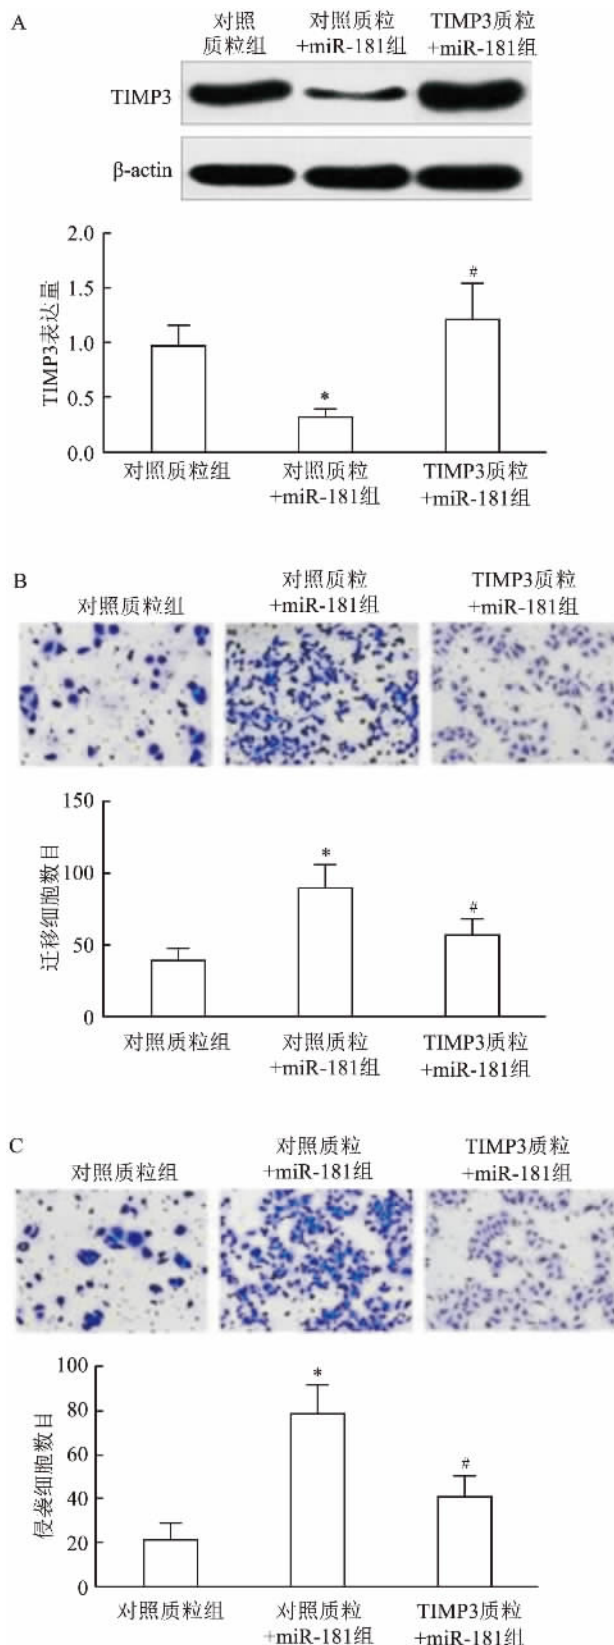 A
对照
质粒组
对照质粒
+miR-181组
TIMP3质粒
+miR-181组
TIMP3
β-actin
TIMP3表达量
2.0
1.5
1.0
0.5
0.0
*
#
对照质粒组
对照质粒
+miR-181组
TIMP3质粒
+miR-181组
B
对照质粒组
对照质粒
+miR-181组
TIMP3质粒
+miR-181组
迁移细胞数目
150
100
50
0
*
#
对照质粒组
对照质粒
+miR-181组
TIMP3质粒
+miR-181组
C
对照质粒组
对照质粒
+miR-181组
TIMP3质粒
+miR-181组
侵袭细胞数目
100
80
60
40
20
0
*
#
对照质粒组
对照质粒
+miR-181组
TIMP3质粒
+miR-181组